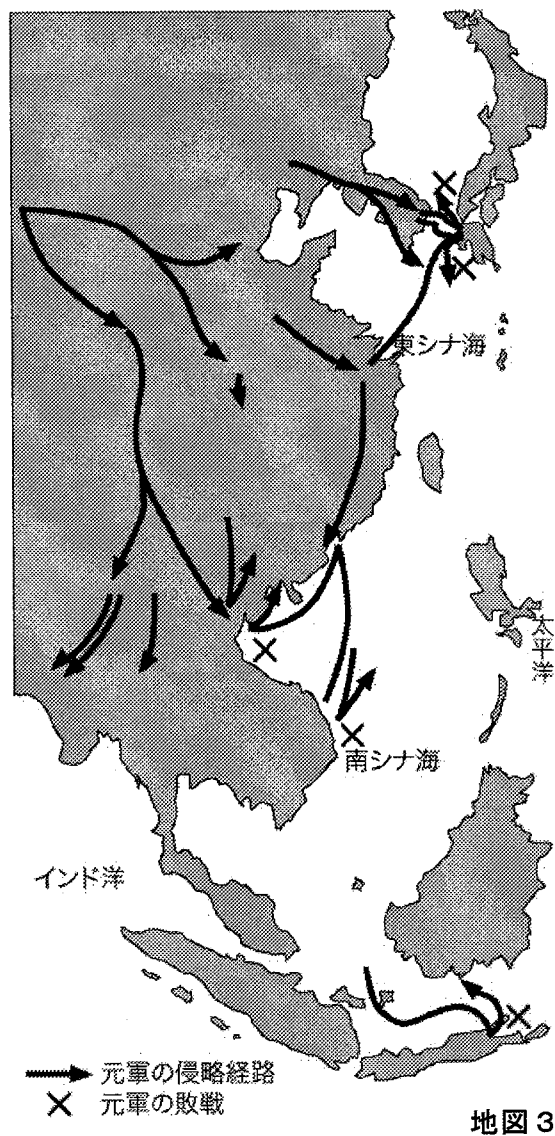 東シナ海
太平洋
南シナ海
インド洋
元軍の侵略経路
元軍の敗戦
地図3